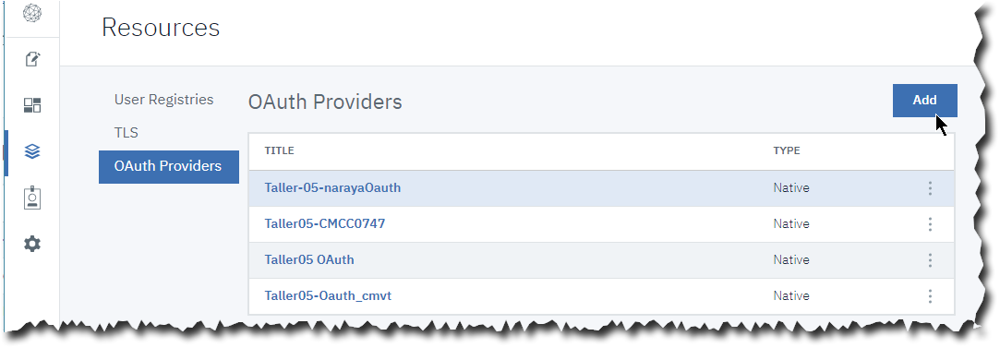 Resources
User Registries
TLS
OAuth Providers
OAuth Providers
Add
TITLE TYPE
Taller-05-narayaOauth Native
Taller05-CMCC0747 Native
Taller05 OAuth Native
Taller05-Oauth_cmvt Native